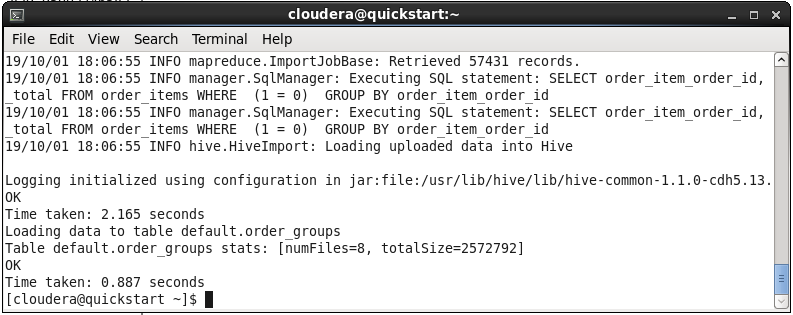 cloudera@quickstart:~
File Edit View Search Terminal Help
19/10/01 18:06:55 INFO mapreduce.ImportJobBase: Retrieved 57431 records.
19/10/01 18:06:55 INFO manager.SqlManager: Executing SQL statement: SELECT order_item_order_id,
_total FROM order_items WHERE  (1 = 0)  GROUP BY order_item_order_id
19/10/01 18:06:55 INFO manager.SqlManager: Executing SQL statement: SELECT order_item_order_id,
_total FROM order_items WHERE  (1 = 0)  GROUP BY order_item_order_id
19/10/01 18:06:55 INFO hive.HiveImport: Loading uploaded data into Hive
Logging initialized using configuration in jar:file:/usr/lib/hive/lib/hive-common-1.1.0-cdh5.13.
OK
Time taken: 2.165 seconds
Loading data to table default.order_groups
Table default.order_groups stats: [numFiles=8, totalSize=2572792]
OK
Time taken: 0.887 seconds
[cloudera@quickstart ~]$